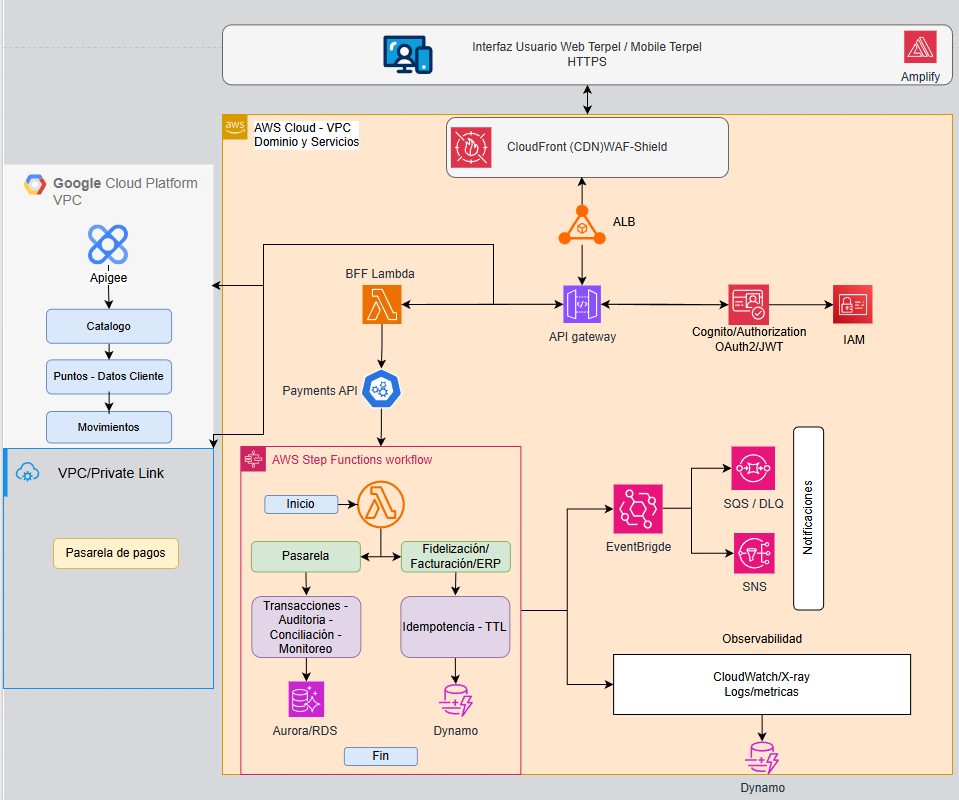 Interfaz Usuario Web Terpel / Mobile Terpel
HTTPS
Amplify
aws
AWS Cloud - VPC
Dominio y Servicios
CloudFront (CDN)WAF-Shield
ALB
Google Cloud Platform
VPC
Apigee
Catalogo
Puntos - Datos Cliente
Movimientos
BFF Lambda
API gateway
Cognito/Authorization
OAuth2/JWT
IAM
Payments API
VPC/Private Link
Pasarela de pagos
AWS Step Functions workflow
Inicio
Pasarela
Fidelización/
Facturación/ERP
Transacciones -
Auditoria -
Conciliación -
Monitoreo
Idempotencia - TTL
Aurora/RDS
Dynamo
Fin
EventBrigde
SQS / DLQ
SNS
Notificaciones
Observabilidad
CloudWatch/X-ray
Logs/metricas
Dynamo